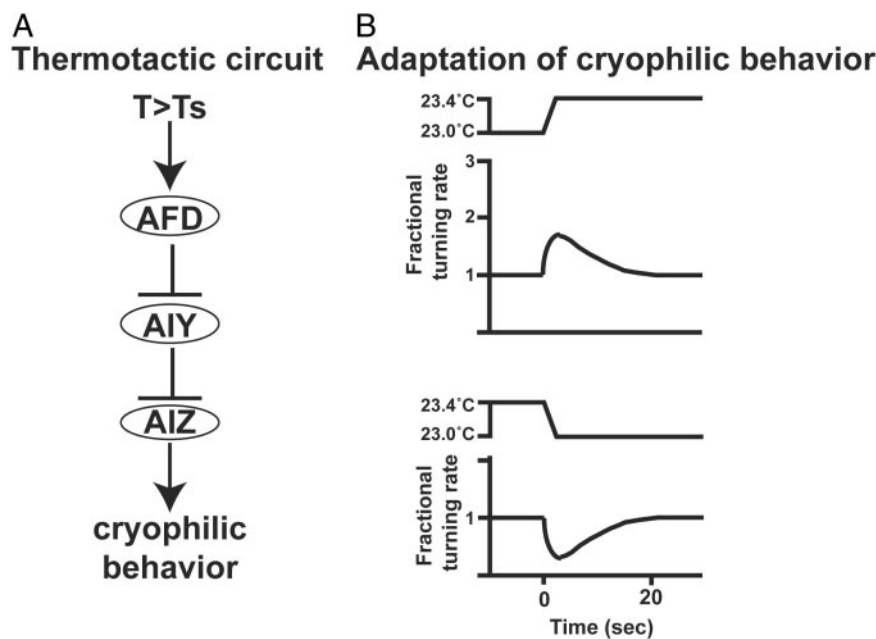 A
Thermotactic circuit
T>Ts
AFD
AIY
AIZ
cryophilic
behavior
B
Adaptation of cryophilic behavior
23.4˚C
23.0˚C
Fractional
turning rate
3
2
1
23.4˚C
23.0˚C
Fractional
turning rate
1
0 20
Time (sec)